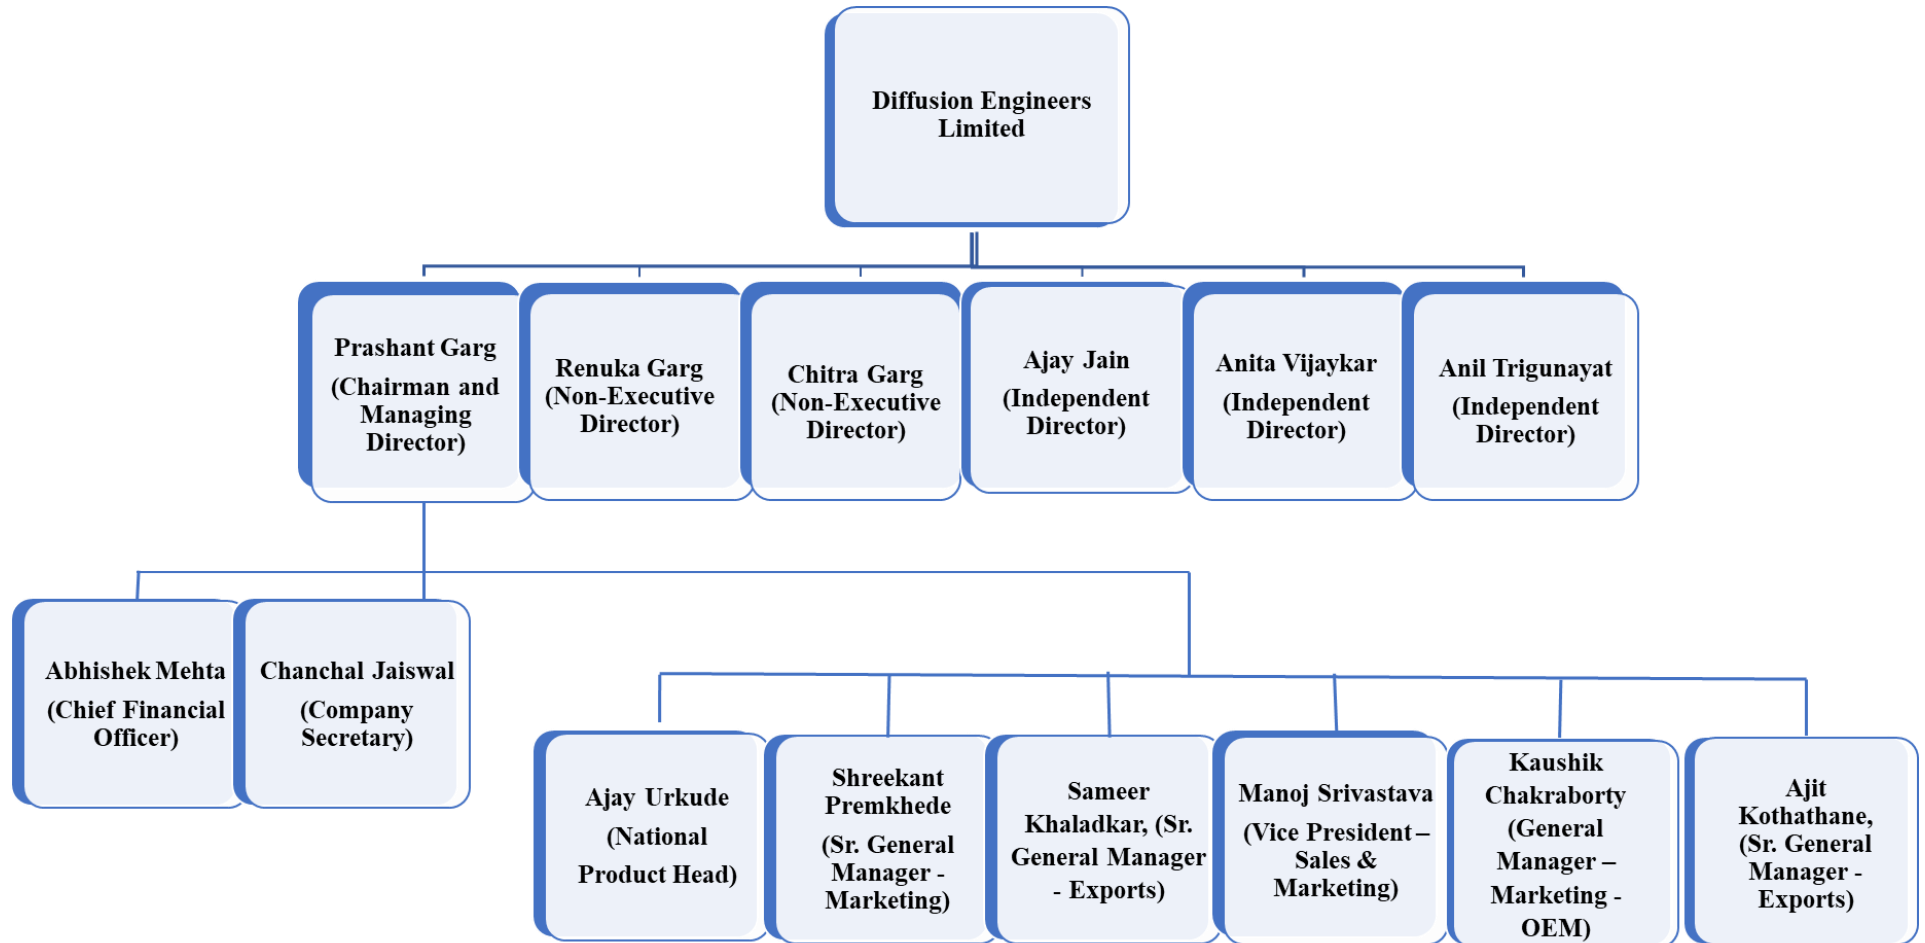 Diffusion Engineers
Limited
Prashant Garg
(Chairman and
Managing
Director)
Renuka Garg
(Non-Executive
Director)
Chitra Garg
(Non-Executive
Director)
Ajay Jain
(Independent
Director)
Anita Vijaykar
(Independent
Director)
Anil Trigunayat
(Independent
Director)
Abhishek Mehta
(Chief Financial
Officer)
Chanchal Jaiswal
(Company
Secretary)
Ajay Urkude
(National
Product Head)
Shreekant
Premkhede
(Sr. General
Manager -
Marketing)
Sameer
Khaladkar, (Sr.
General Manager
- Exports)
Manoj Srivastava
(Vice President –
Sales &
Marketing)
Kaushik
Chakraborty
(General
Manager –
Marketing -
OEM)
Ajit
Kothathane,
(Sr. General
Manager -
Exports)